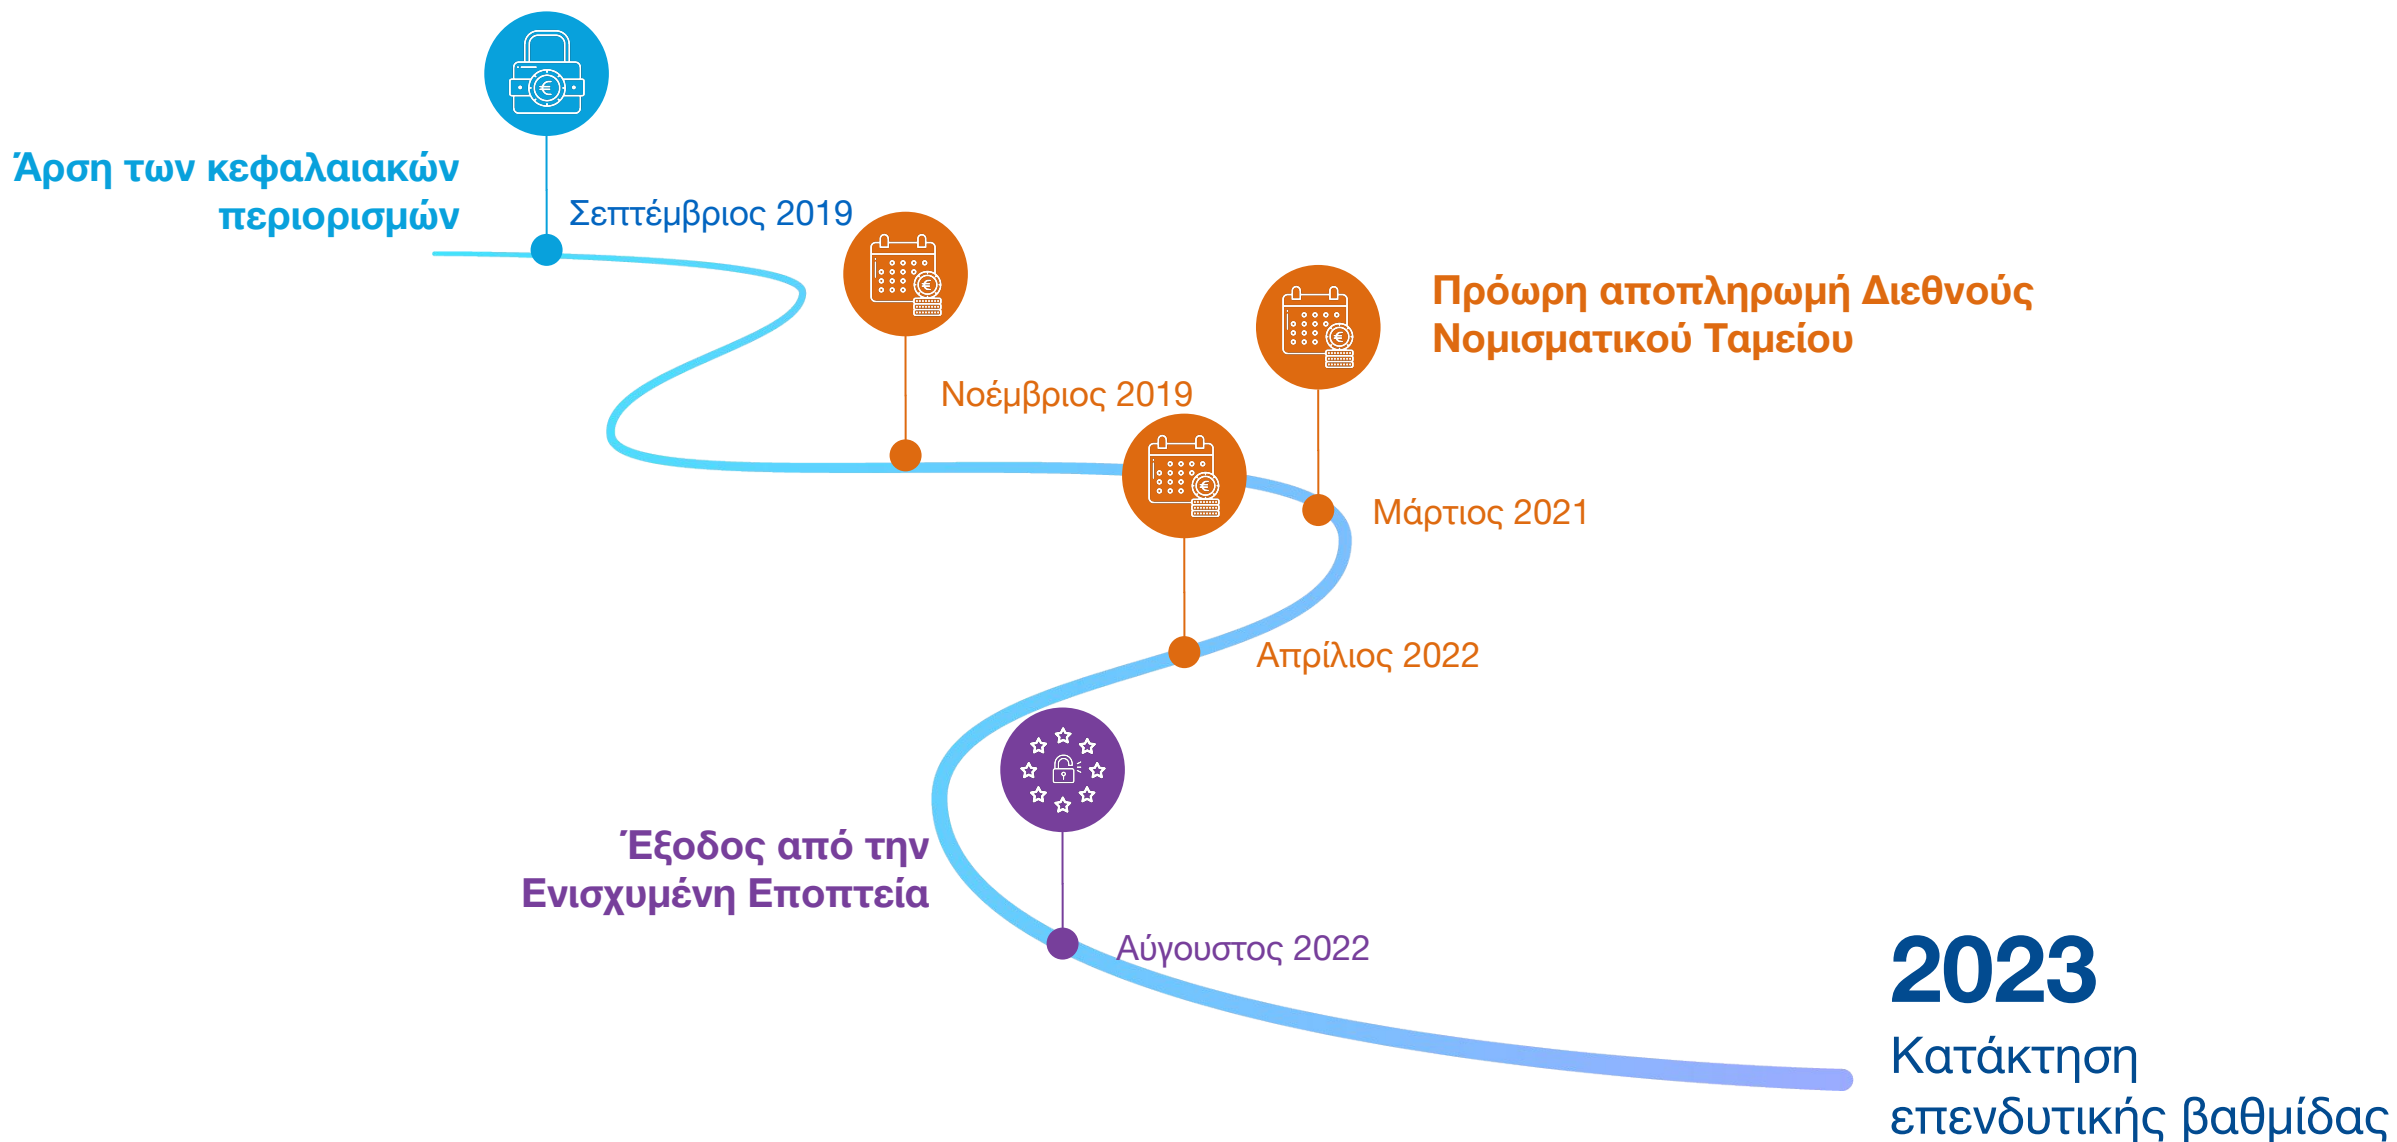 Άρση των κεφαλαιακών
περιορισμών
Σεπτέμβριος 2019
Πρόωρη αποπληρωμή Διεθνούς
Νομισματικού Ταμείου
Νοέμβριος 2019
Μάρτιος 2021
Απρίλιος 2022
Έξοδος από την
Ενισχυμένη Εποπτεία
Αύγουστος 2022
2023
Κατάκτηση
επενδυτικής βαθμίδας